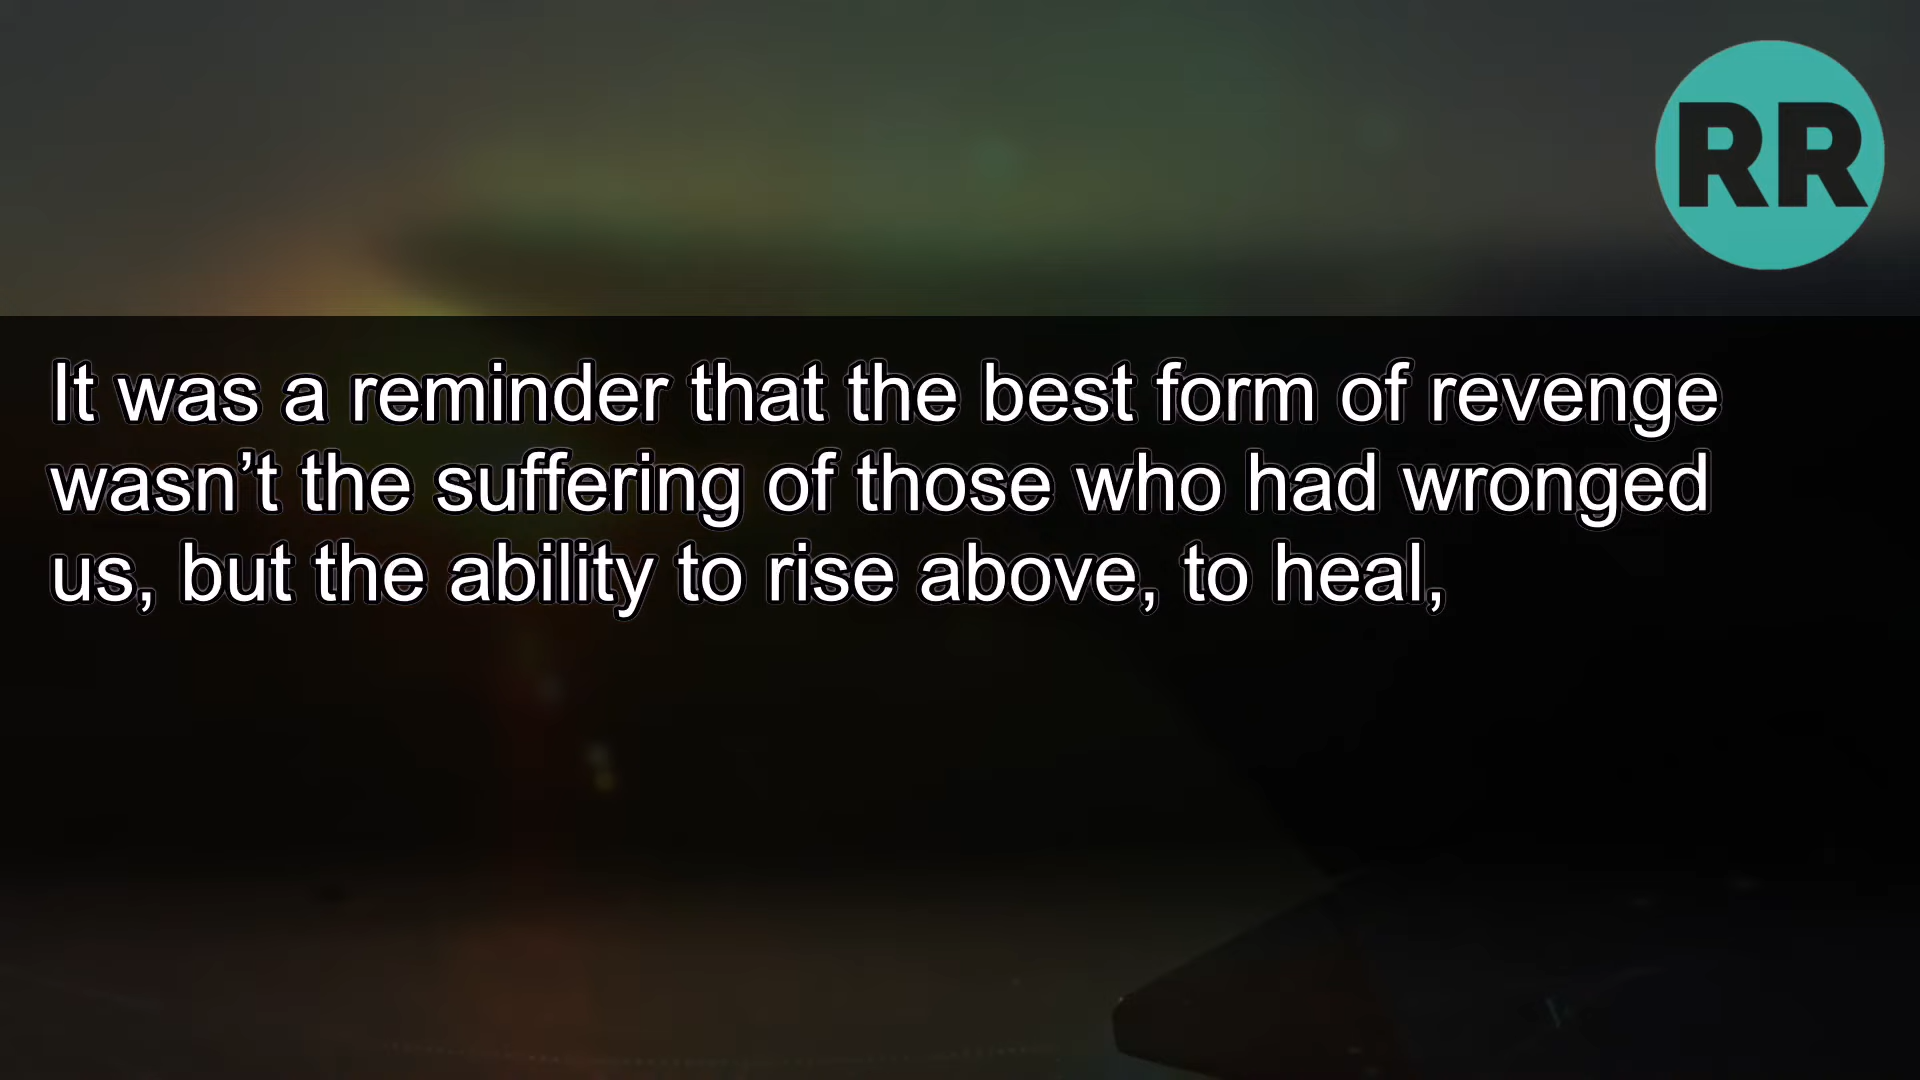 RR
It was a reminder that the best form of revenge
wasn’t the suffering of those who had wronged
us, but the ability to rise above, to heal,